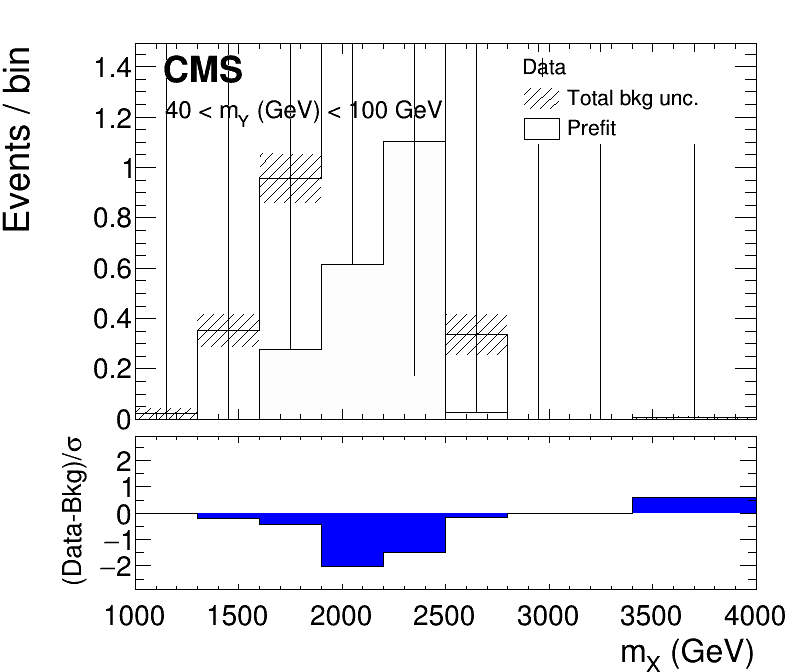 CMS
40 < mY (GeV) < 100 GeV
Data
Total bkg unc.
Prefit
Events / bin
1.4
1.2
1
0.8
0.6
0.4
0.2
0
(Data-Bkg)/σ
2
1
0
−1
−2
1000 1500 2000 2500 3000 3500 4000
mX (GeV)